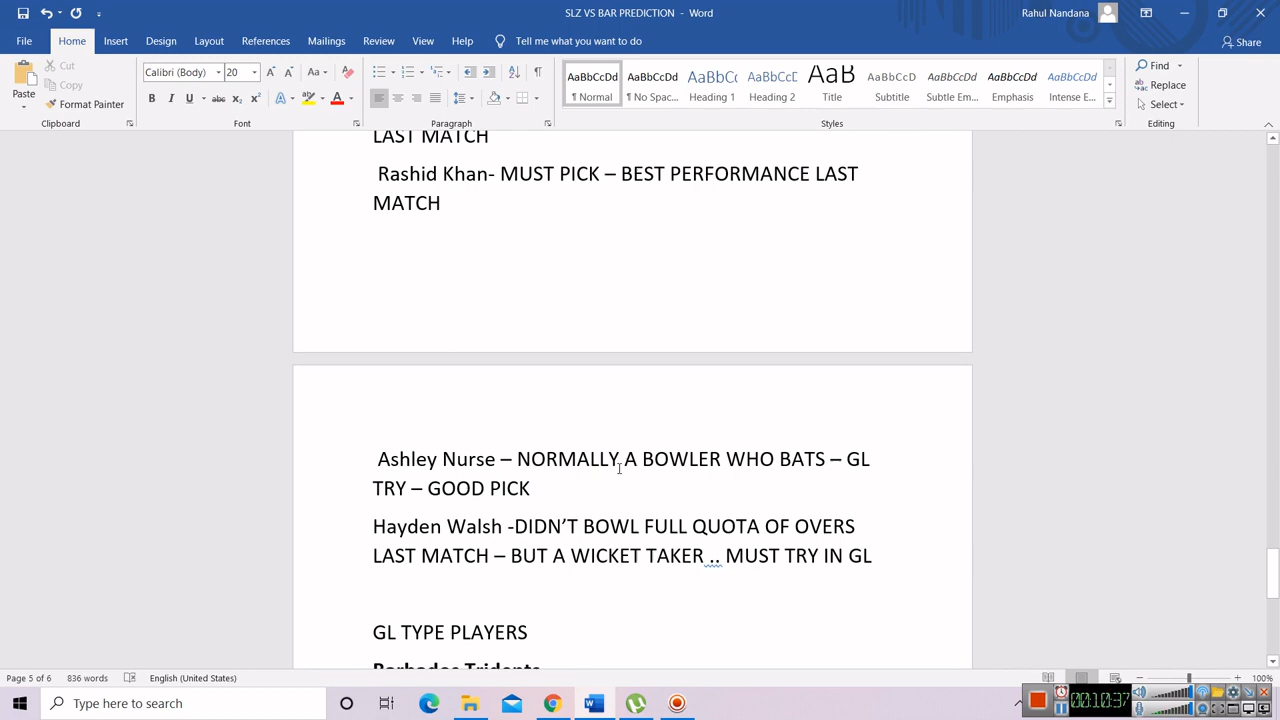 SLZ VS BAR PREDICTION - Word
Rahul Nandana
File Home Insert Design Layout References Mailings Review View Help Tell me what you want to do Share
Paste
Cut
Copy
Format Painter
Clipboard
Calibri (Body) 20
Font
Paragraph
AaBbCcDd ¶ Normal
AaBbCcDd ¶ No Spac...
AaBbCc Heading 1
AaBbCcD Heading 2
AaB Title
AaBbCcD Subtitle
AaBbCcDd Subtle Em...
AaBbCcDd Emphasis
AaBbCcDd Intense E...
Styles
Find
Replace
Select
Editing
LAST MATCH
Rashid Khan- MUST PICK – BEST PERFORMANCE LAST
MATCH
Ashley Nurse – NORMALLY A BOWLER WHO BATS – GL
TRY – GOOD PICK
Hayden Walsh -DIDN’T BOWL FULL QUOTA OF OVERS
LAST MATCH – BUT A WICKET TAKER .. MUST TRY IN GL
GL TYPE PLAYERS
Barbados Tridents
Page 5 of 6 836 words English (United States) 100%
Type here to search
00:10:37